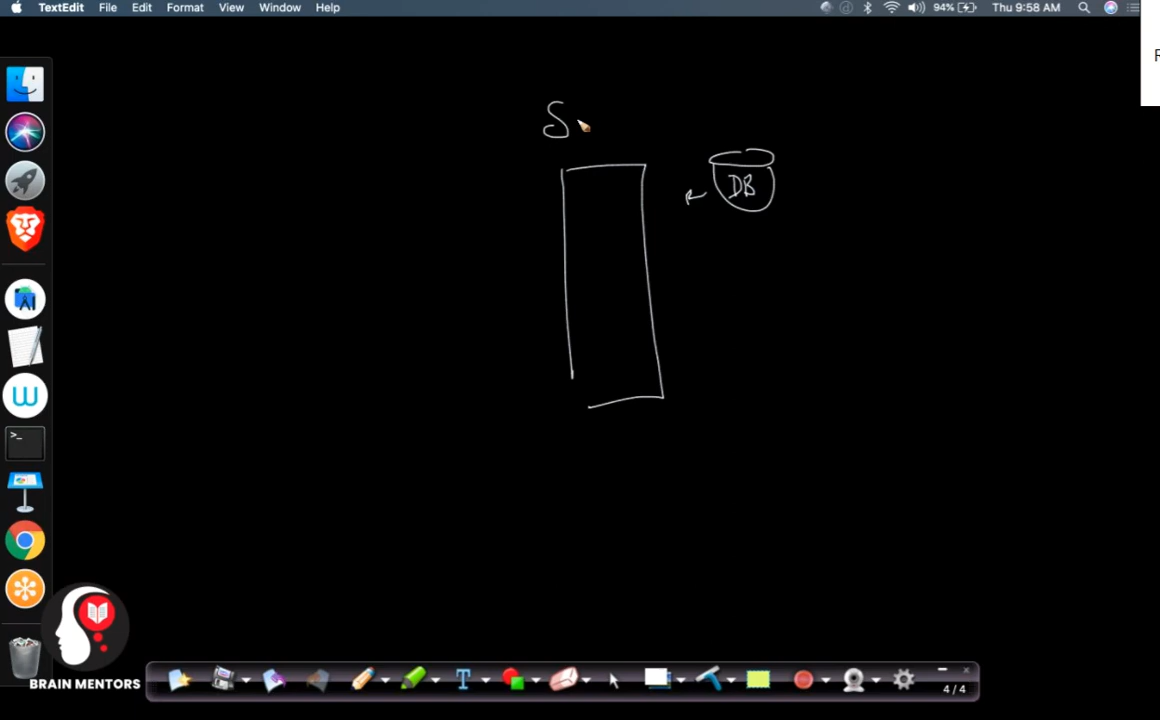 TextEdit File Edit Format View Window Help 94% Thu 9:58 AM
R
S
DB
W
>_
BRAIN MENTORS
T
4/4